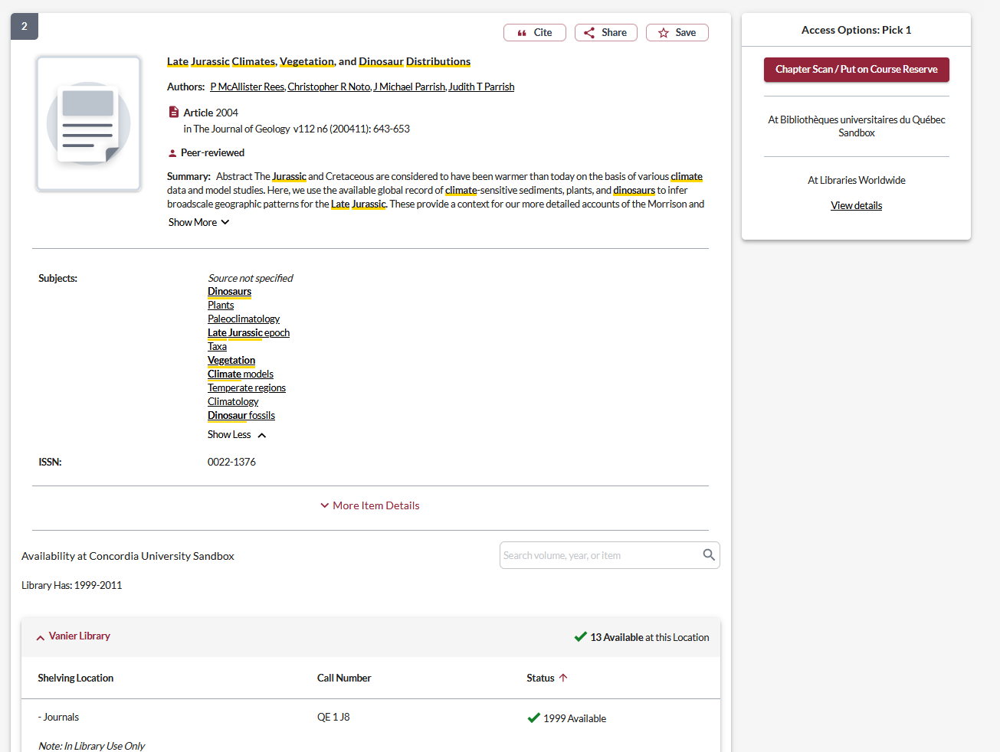 2
Cite
Share
Save
Late Jurassic Climates, Vegetation, and Dinosaur Distributions
Authors: P McAllister Rees, Christopher R Noto, J Michael Parrish, Judith T Parrish
Article 2004
in The Journal of Geology v112 n6 (200411): 643-653
Peer-reviewed
Summary: Abstract The Jurassic and Cretaceous are considered to have been warmer than today on the basis of various climate
data and model studies. Here, we use the available global record of climate-sensitive sediments, plants, and dinosaurs to infer
broadscale geographic patterns for the Late Jurassic. These provide a context for our more detailed accounts of the Morrison and
Show More
Subjects:
Source not specified
Dinosaurs
Plants
Paleoclimatology
Late Jurassic epoch
Taxa
Vegetation
Climate models
Temperate regions
Climatology
Dinosaur fossils
Show Less
ISSN:
0022-1376
More Item Details
Availability at Concordia University Sandbox
Search volume, year, or item
Library Has: 1999-2011
Vanier Library
13 Available at this Location
Shelving Location
Call Number
Status
- Journals
QE 1 J8
1999 Available
Note: In Library Use Only
Access Options: Pick 1
Chapter Scan / Put on Course Reserve
At Bibliothèques universitaires du Québec
Sandbox
At Libraries Worldwide
View details